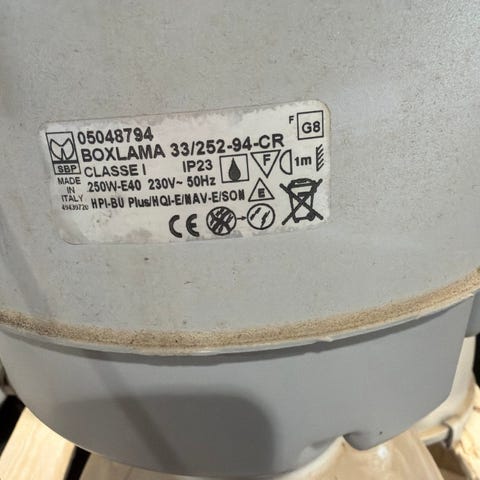 05048794
BOXLAMA 33/252-94-CR
F G8
SBP
CLASSE I IP23 F 1m
MADE IN ITALY
250W-E40 230V~ 50Hz
HPI-BU Plus/HQI-E/NAV-E/SON E
CE